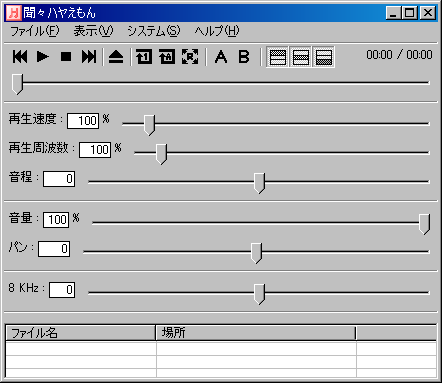 聞々ハヤえもん
ファイル(F) 表示(V) システム(S) ヘルプ(H)
1 A R A B 00:00 / 00:00
再生速度 : 100 %
再生周波数 : 100 %
音程 : 0
音量 : 100 %
パン : 0
8 KHz : 0
ファイル名 場所